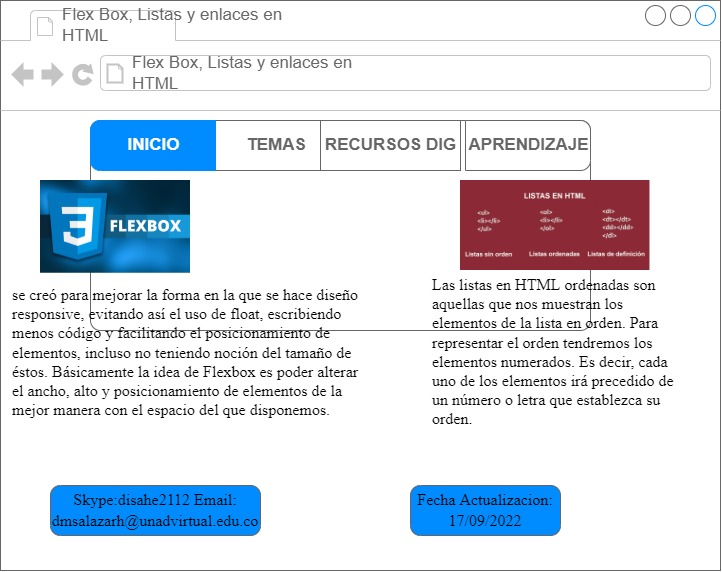 Flex Box, Listas y enlaces en
HTML
Flex Box, Listas y enlaces en
HTML
INICIO TEMAS RECURSOS DIG APRENDIZAJE
FLEXBOX
se creó para mejorar la forma en la que se hace diseño
responsive, evitando así el uso de float, escribiendo
menos código y facilitando el posicionamiento de
elementos, incluso no teniendo noción del tamaño de
éstos. Básicamente la idea de Flexbox es poder alterar
el ancho, alto y posicionamiento de elementos de la
mejor manera con el espacio del que disponemos.
LISTAS EN HTML
<ul> <ol> <dl>
<li></li> <li></li> <dt></dt>
</ul> </ol> <dd></dd>
</dl>
Listas sin orden Listas ordenadas Listas de definición
Las listas en HTML ordenadas son
aquellas que nos muestran los
elementos de la lista en orden. Para
representar el orden tendremos los
elementos numerados. Es decir, cada
uno de los elementos irá precedido de
un número o letra que establezca su
orden.
Skype:disahe2112 Email:
dmsalazarh@unadvirtual.edu.co
Fecha Actualizacion:
17/09/2022